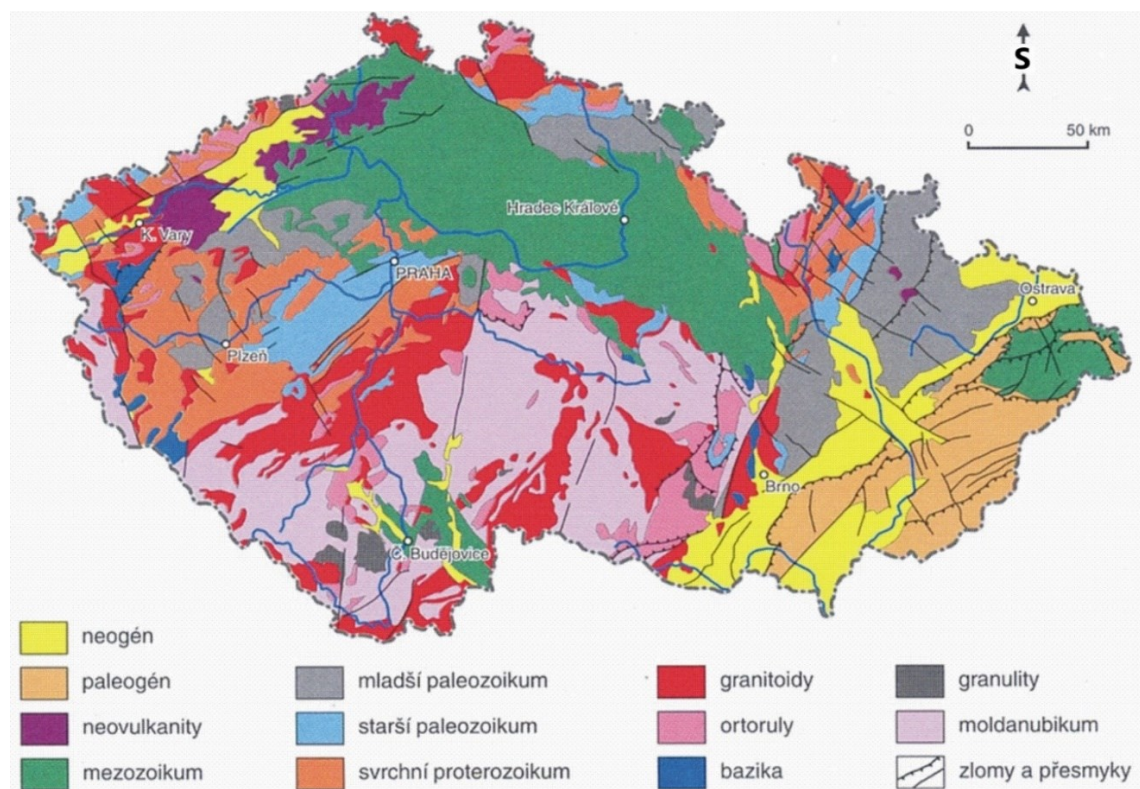 S
0 50 km
Hradec Králové
K. Vary
PRAHA
Ostrava
Plzeň
Brno
Č. Budějovice
neogén
paleogén
neovulkanity
mezozoikum
mladší paleozoikum
starší paleozoikum
svrchní proterozoikum
granitoidy
ortoruly
bazika
granulity
moldanubikum
zlomy a přesmyky